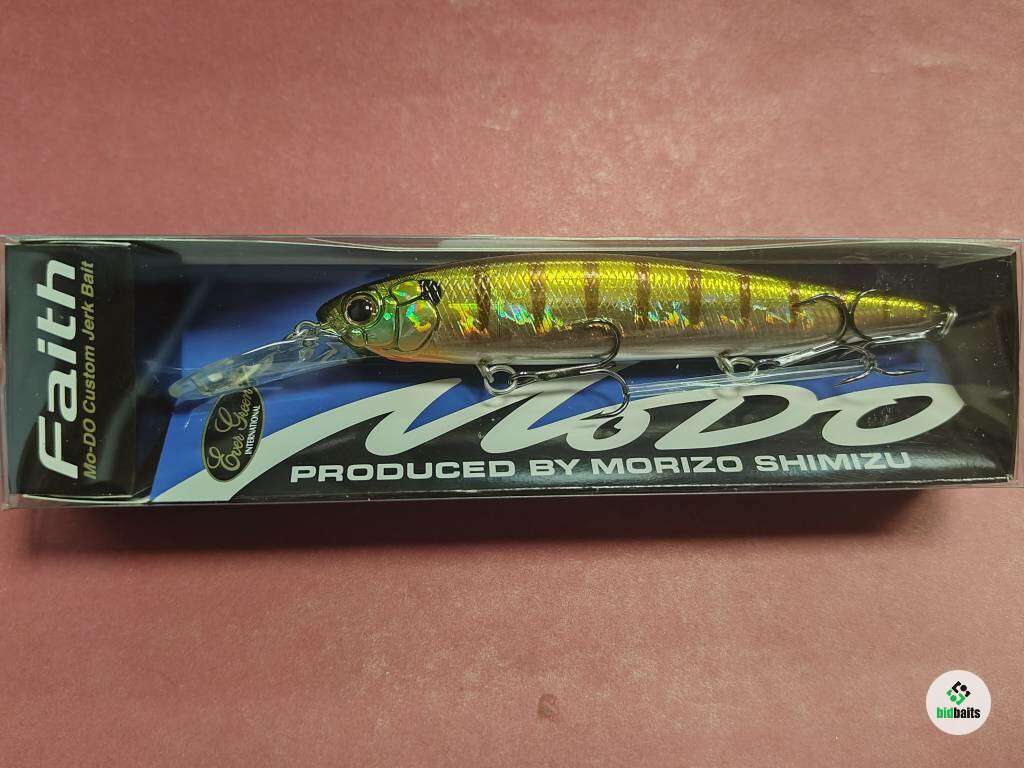 Faith
Mo-DO Custom Jerk Bait
Ever Green
INTERNATIONAL
MoDO
PRODUCED BY MORIZO SHIMIZU
bidbaits